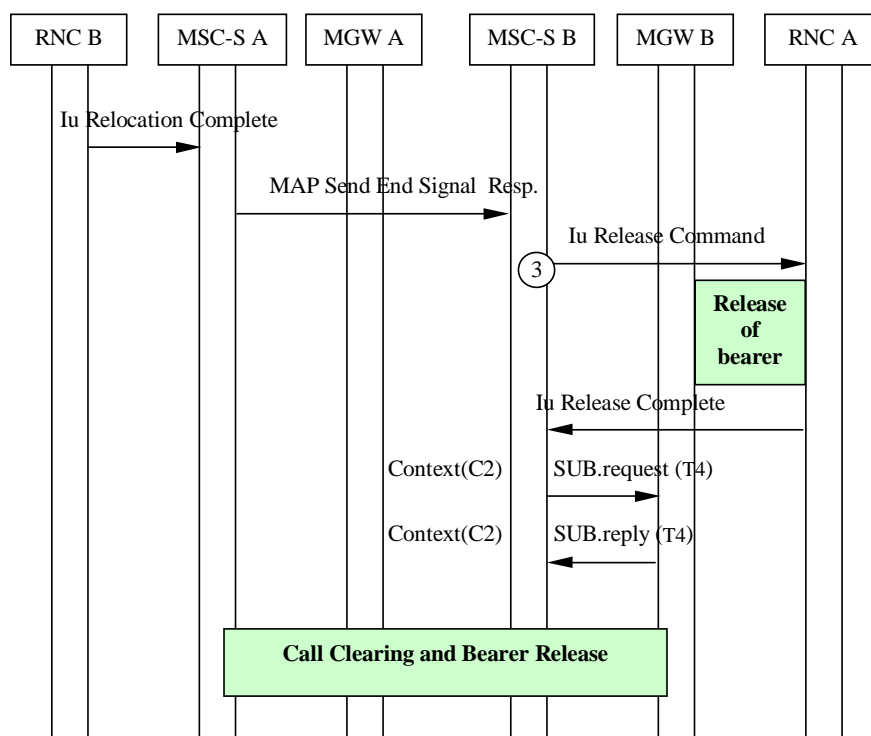 RNC B
MSC-S A
MGW A
MSC-S B
MGW B
RNC A
Iu Relocation Complete
MAP Send End Signal Resp.
Iu Release Command
3
Release
of
bearer
Iu Release Complete
Context(C2)
SUB.request (T4)
Context(C2)
SUB.reply (T4)
Call Clearing and Bearer Release